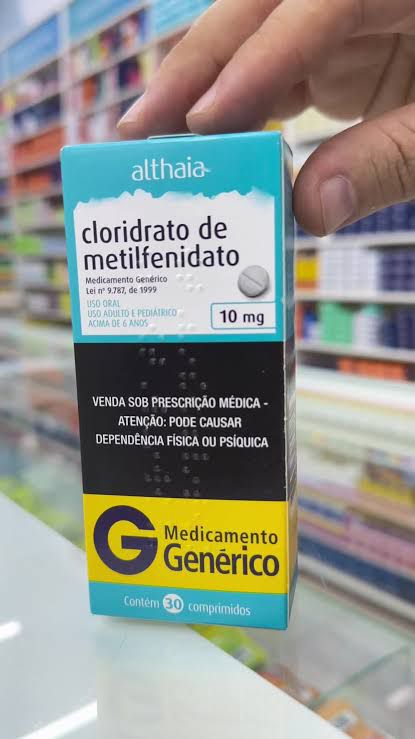 althaia
cloridrato de
metilfenidato
Medicamento Genérico
Lei nº 9.787, de 1999
USO ORAL
USO ADULTO E PEDIÁTRICO
ACIMA DE 6 ANOS
10 mg
VENDA SOB PRESCRIÇÃO MÉDICA -
ATENÇÃO: PODE CAUSAR
DEPENDÊNCIA FÍSICA OU PSÍQUICA
G Medicamento
Genérico
Contém 30 comprimidos